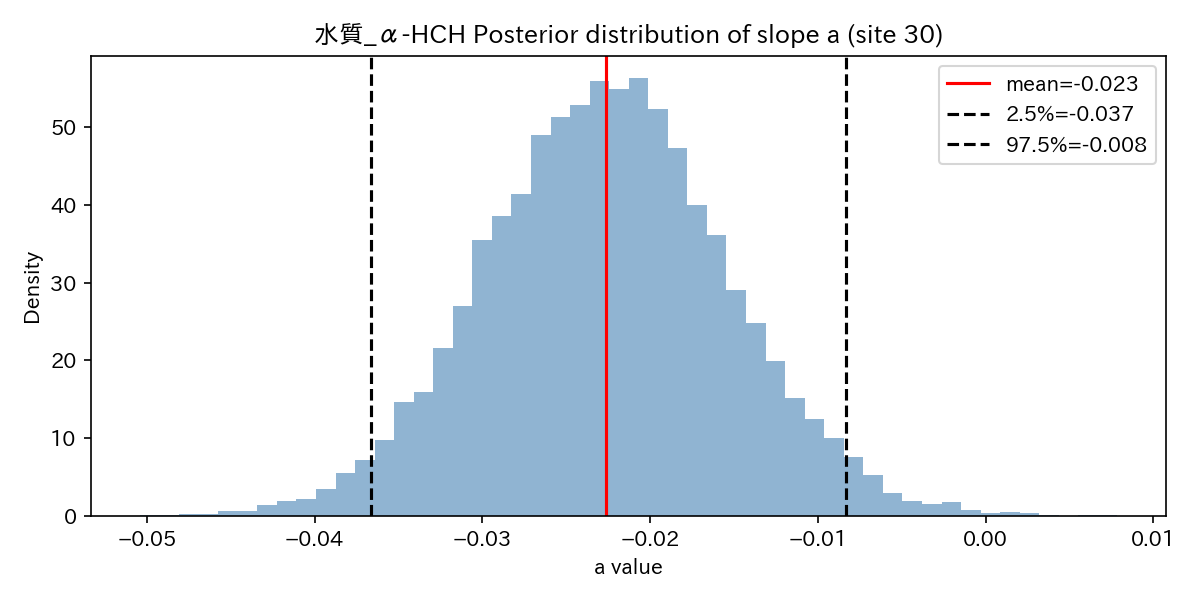 水質_α-HCH Posterior distribution of slope a (site 30)
mean=-0.023
2.5%=-0.037
97.5%=-0.008
Density
50
40
30
20
10
0
−0.05 −0.04 −0.03 −0.02 −0.01 0.00 0.01
a value